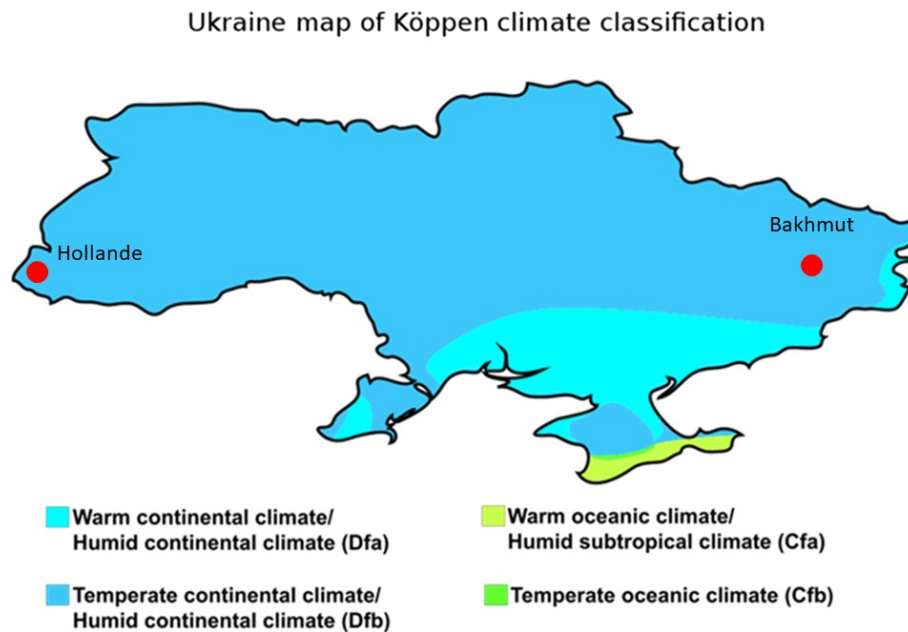 Ukraine map of Köppen climate classification
Bakhmut
Hollande
Warm continental climate/
Humid continental climate (Dfa)
Warm oceanic climate/
Humid subtropical climate (Cfa)
Temperate continental climate/
Humid continental climate (Dfb)
Temperate oceanic climate (Cfb)